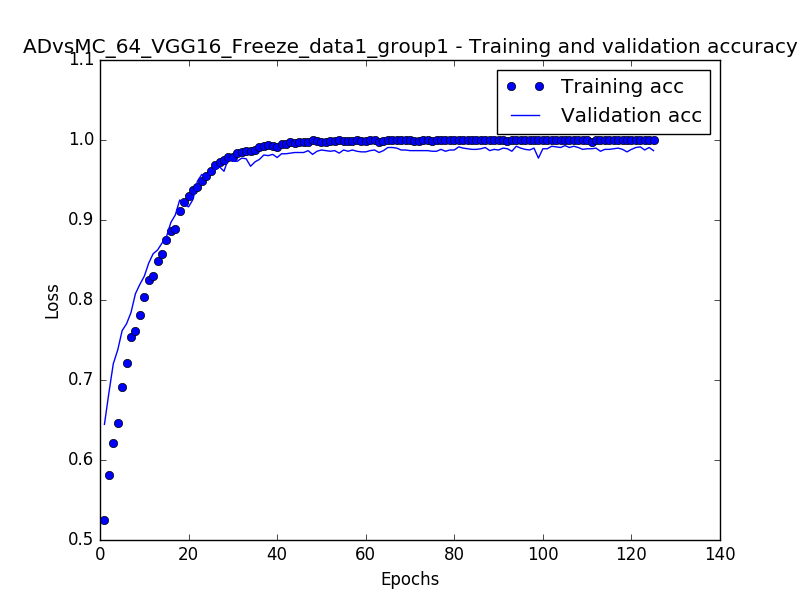 ADvsMC_64_VGG16_Freeze_data1_group1 - Training and validation accuracy
1.1
Training acc
Validation acc
1.0
0.9
0.8
Loss
0.7
0.6
0.5
0 20 40 60 80 100 120 140
Epochs